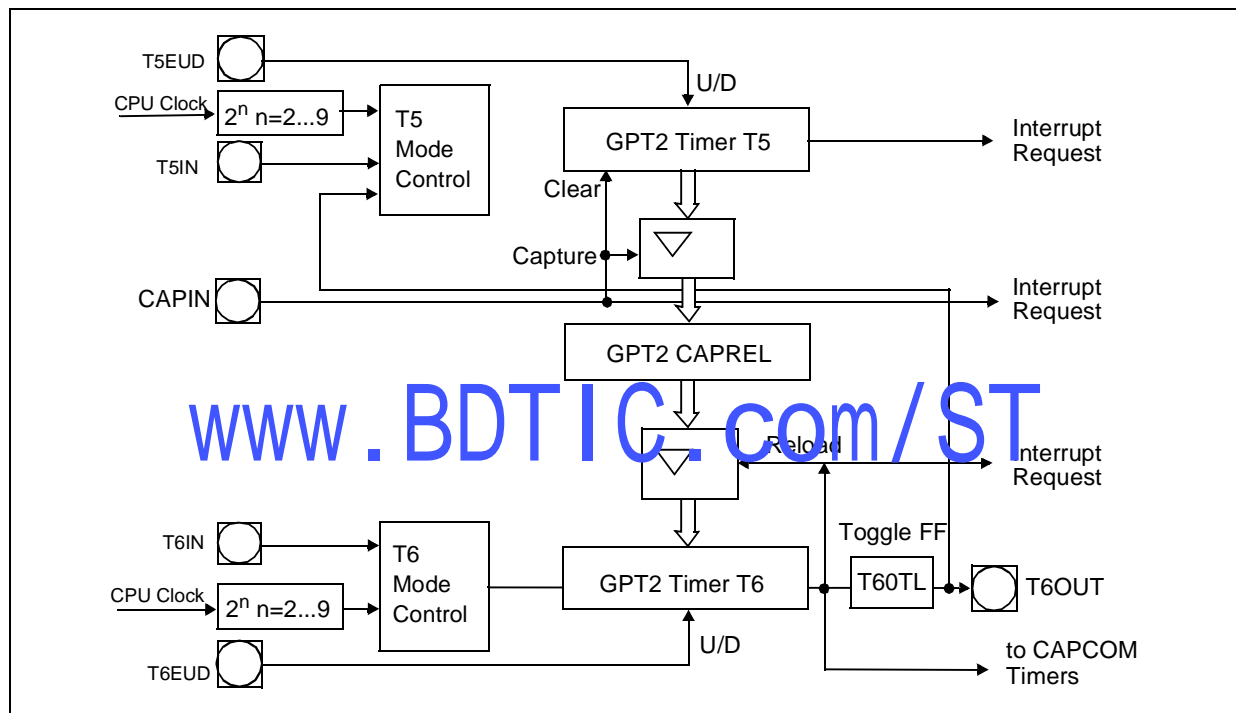 T5EUD
U/D
CPU Clock
2ⁿ n=2...9
T5
Mode
Control
GPT2 Timer T5
Interrupt
Request
T5IN
Clear
Capture
CAPIN
Interrupt
Request
GPT2 CAPREL
www.BDTIC.com/ST
Reload
Interrupt
Request
T6IN
T6
Mode
Control
Toggle FF
GPT2 Timer T6
T60TL
T6OUT
CPU Clock
2ⁿ n=2...9
U/D
T6EUD
to CAPCOM
Timers